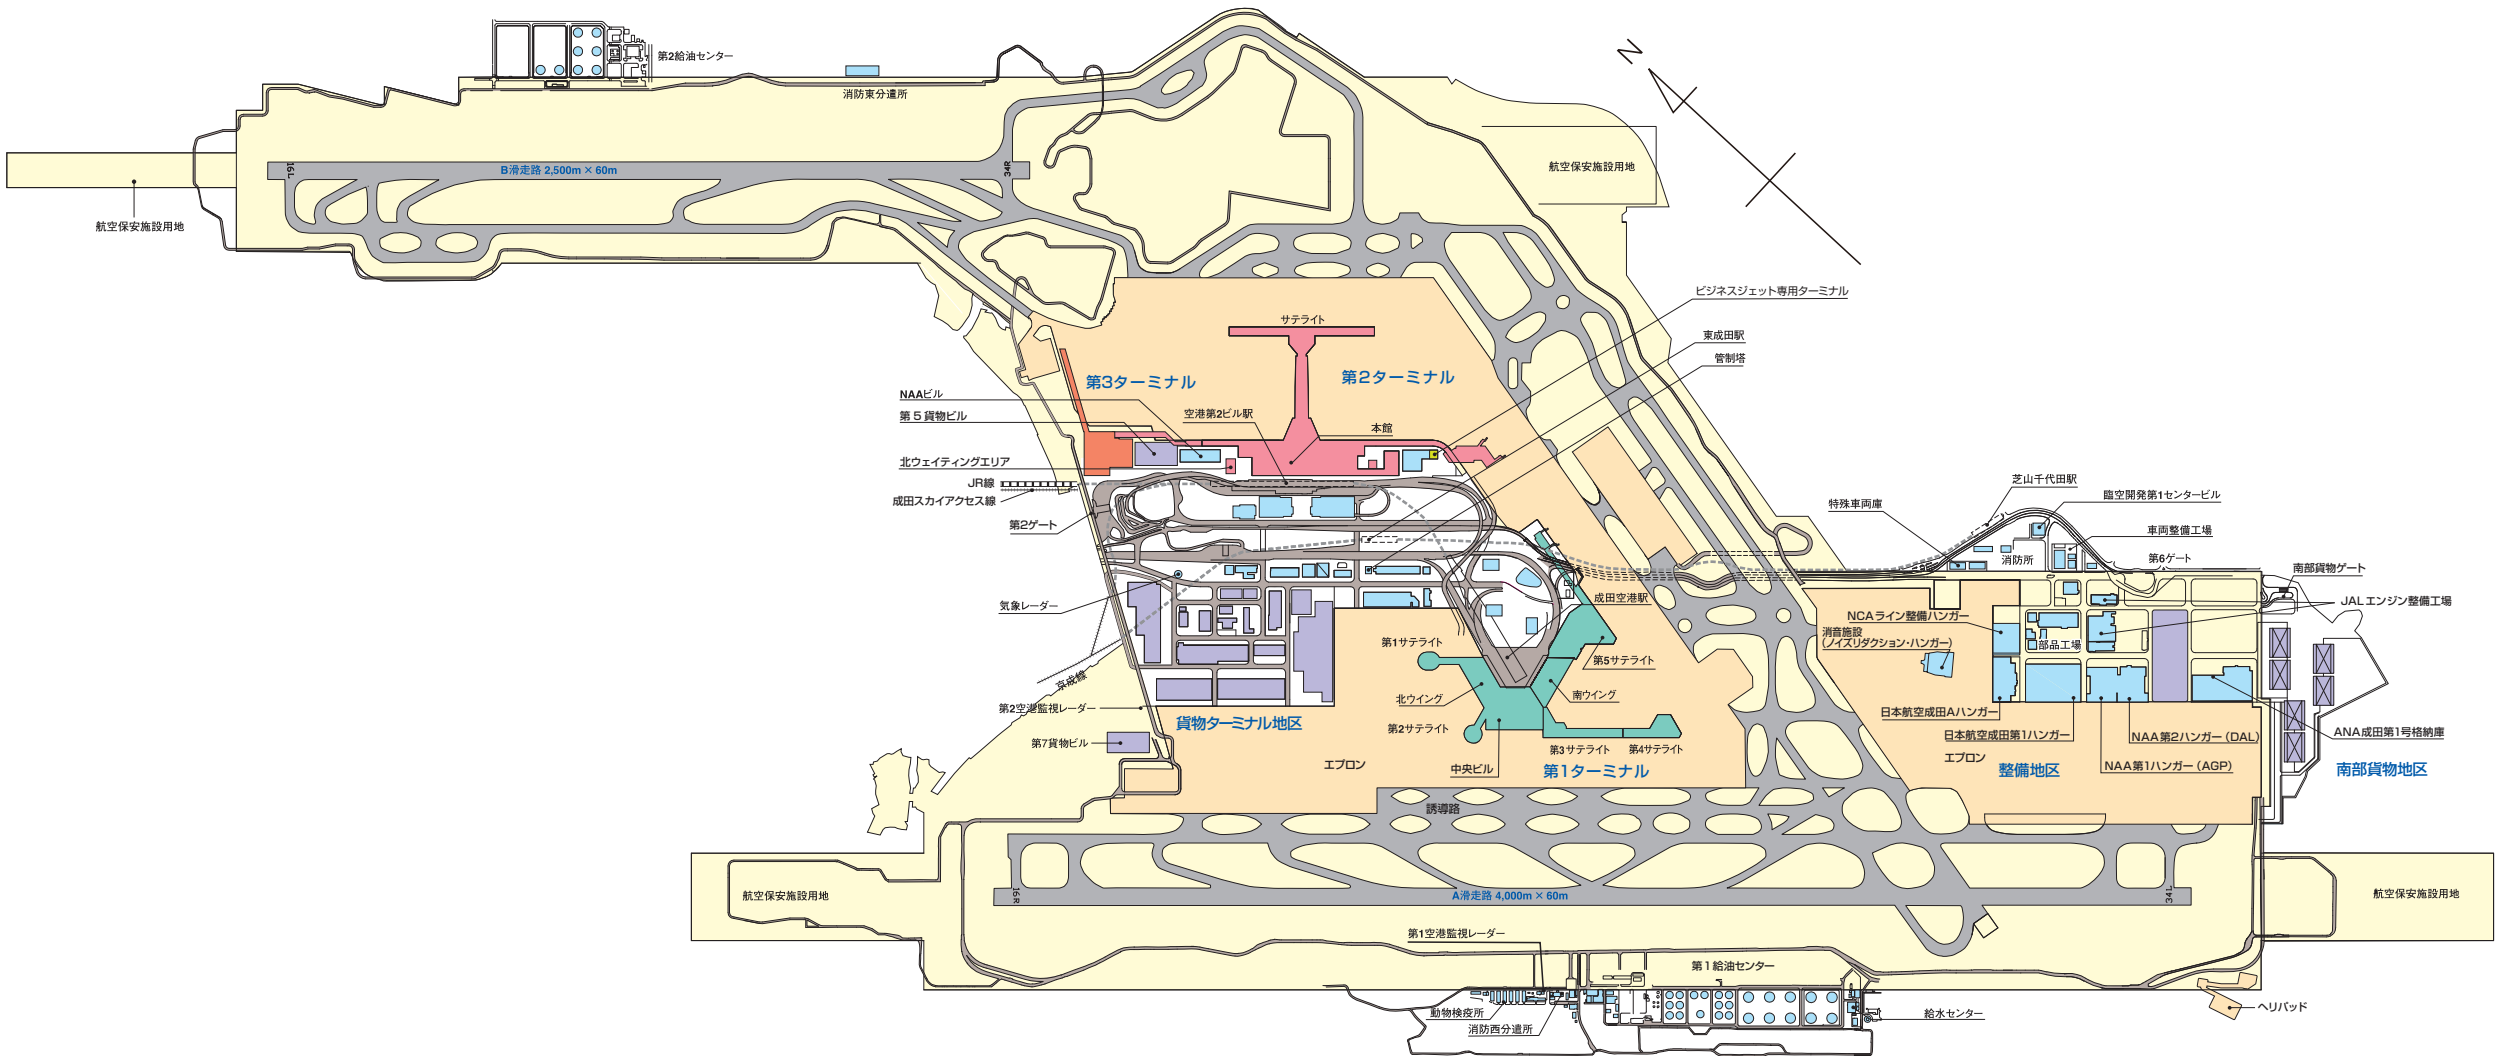 第2給油センター
消防東分遣所
N
16L
B滑走路 2,500m × 60m
34R
航空保安施設用地
航空保安施設用地
ビジネスジェット専用ターミナル
サテライト
東成田駅
管制塔
第3ターミナル
第2ターミナル
NAAビル
第5貨物ビル
空港第2ビル駅
本館
北ウェイティングエリア
JR線
成田スカイアクセス線
第2ゲート
芝山千代田駅
臨空開発第1センタービル
特殊車両庫
車両整備工場
消防所
第6ゲート
南部貨物ゲート
気象レーダー
成田空港駅
JALエンジン整備工場
NCAライン整備ハンガー
消音施設
(ノイズリダクション・ハンガー)
部品工場
第1サテライト
第5サテライト
京成線
北ウイング
南ウイング
第2空港監視レーダー
貨物ターミナル地区
第2サテライト
日本航空成田Aハンガー
日本航空成田第1ハンガー
NAA第2ハンガー (DAL)
ANA成田第1号格納庫
第7貨物ビル
エプロン
中央ビル
第3サテライト
第4サテライト
第1ターミナル
エプロン
整備地区
NAA第1ハンガー (AGP)
南部貨物地区
誘導路
航空保安施設用地
16R
A滑走路 4,000m × 60m
34L
航空保安施設用地
第1空港監視レーダー
第1給油センター
動物検疫所
消防西分遣所
給水センター
ヘリパッド